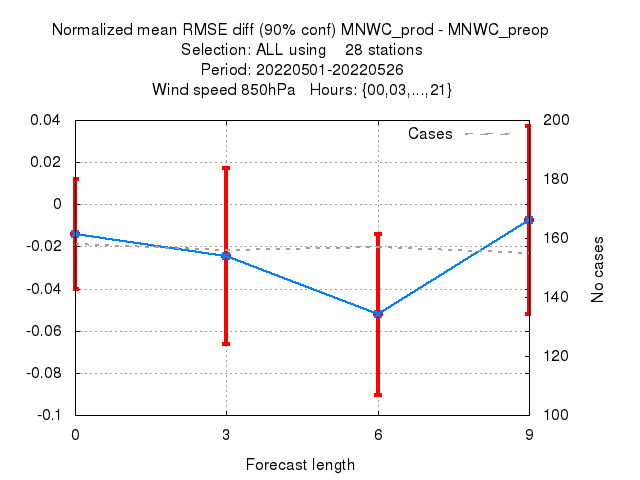 Normalized mean RMSE diff (90% conf) MNWC_prod - MNWC_preop
Selection: ALL using 28 stations
Period: 20220501-20220526
Wind speed 850hPa Hours: {00,03,...,21}
Cases
0.04
0.02
0
-0.02
-0.04
-0.06
-0.08
-0.1
200
180
160
140
120
100
No cases
0 3 6 9
Forecast length